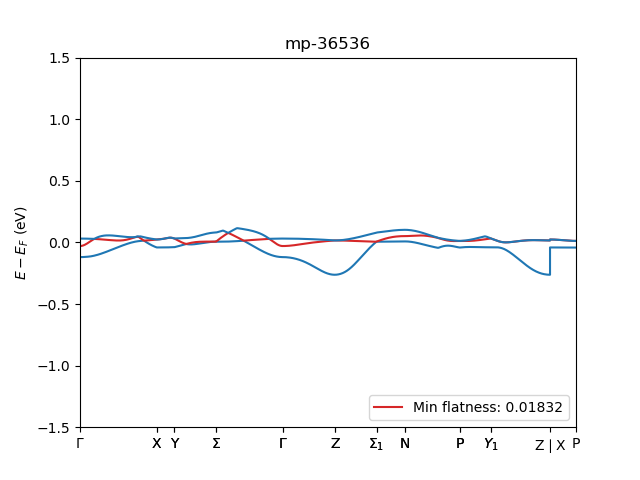 mp-36536
1.5
1.0
0.5
0.0
−0.5
−1.0
−1.5
E − E_F (eV)
Min flatness: 0.01832
Γ X Y Σ Γ Z Σ₁ N P Y₁ Z | X P